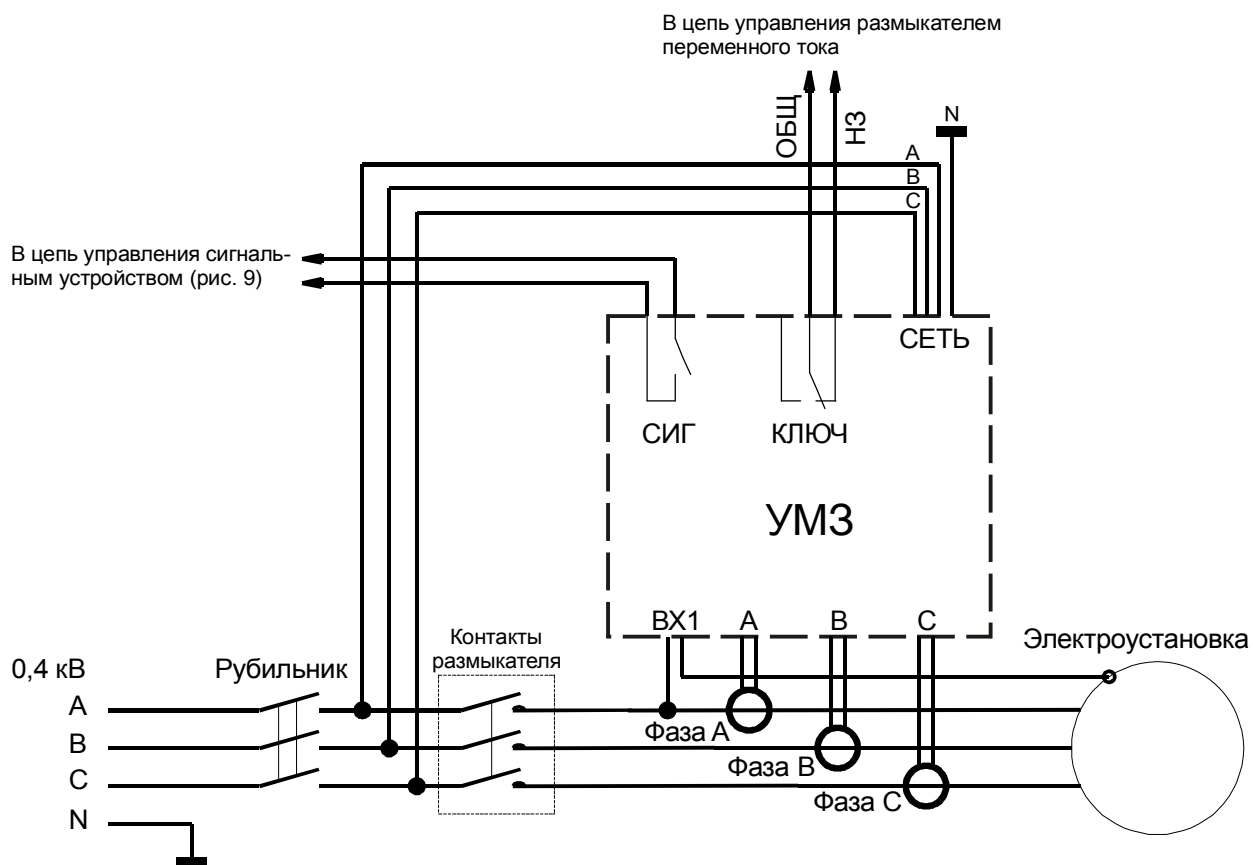 В цепь управления размыкателем
переменного тока
ОБЩ
НЗ
N
A
B
C
В цепь управления сигналь-
ным устройством (рис. 9)
СЕТЬ
СИГ
КЛЮЧ
УМЗ
ВХ1
A
B
C
Контакты
размыкателя
Электроустановка
0,4 кВ
Рубильник
A
Фаза A
B
Фаза B
C
Фаза C
N